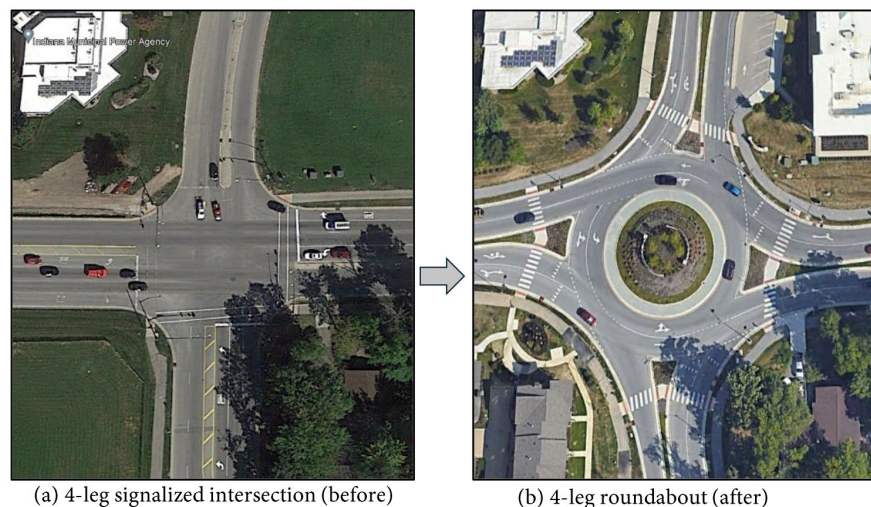 Indiana Municipal Power Agency
(a) 4-leg signalized intersection (before)
(b) 4-leg roundabout (after)